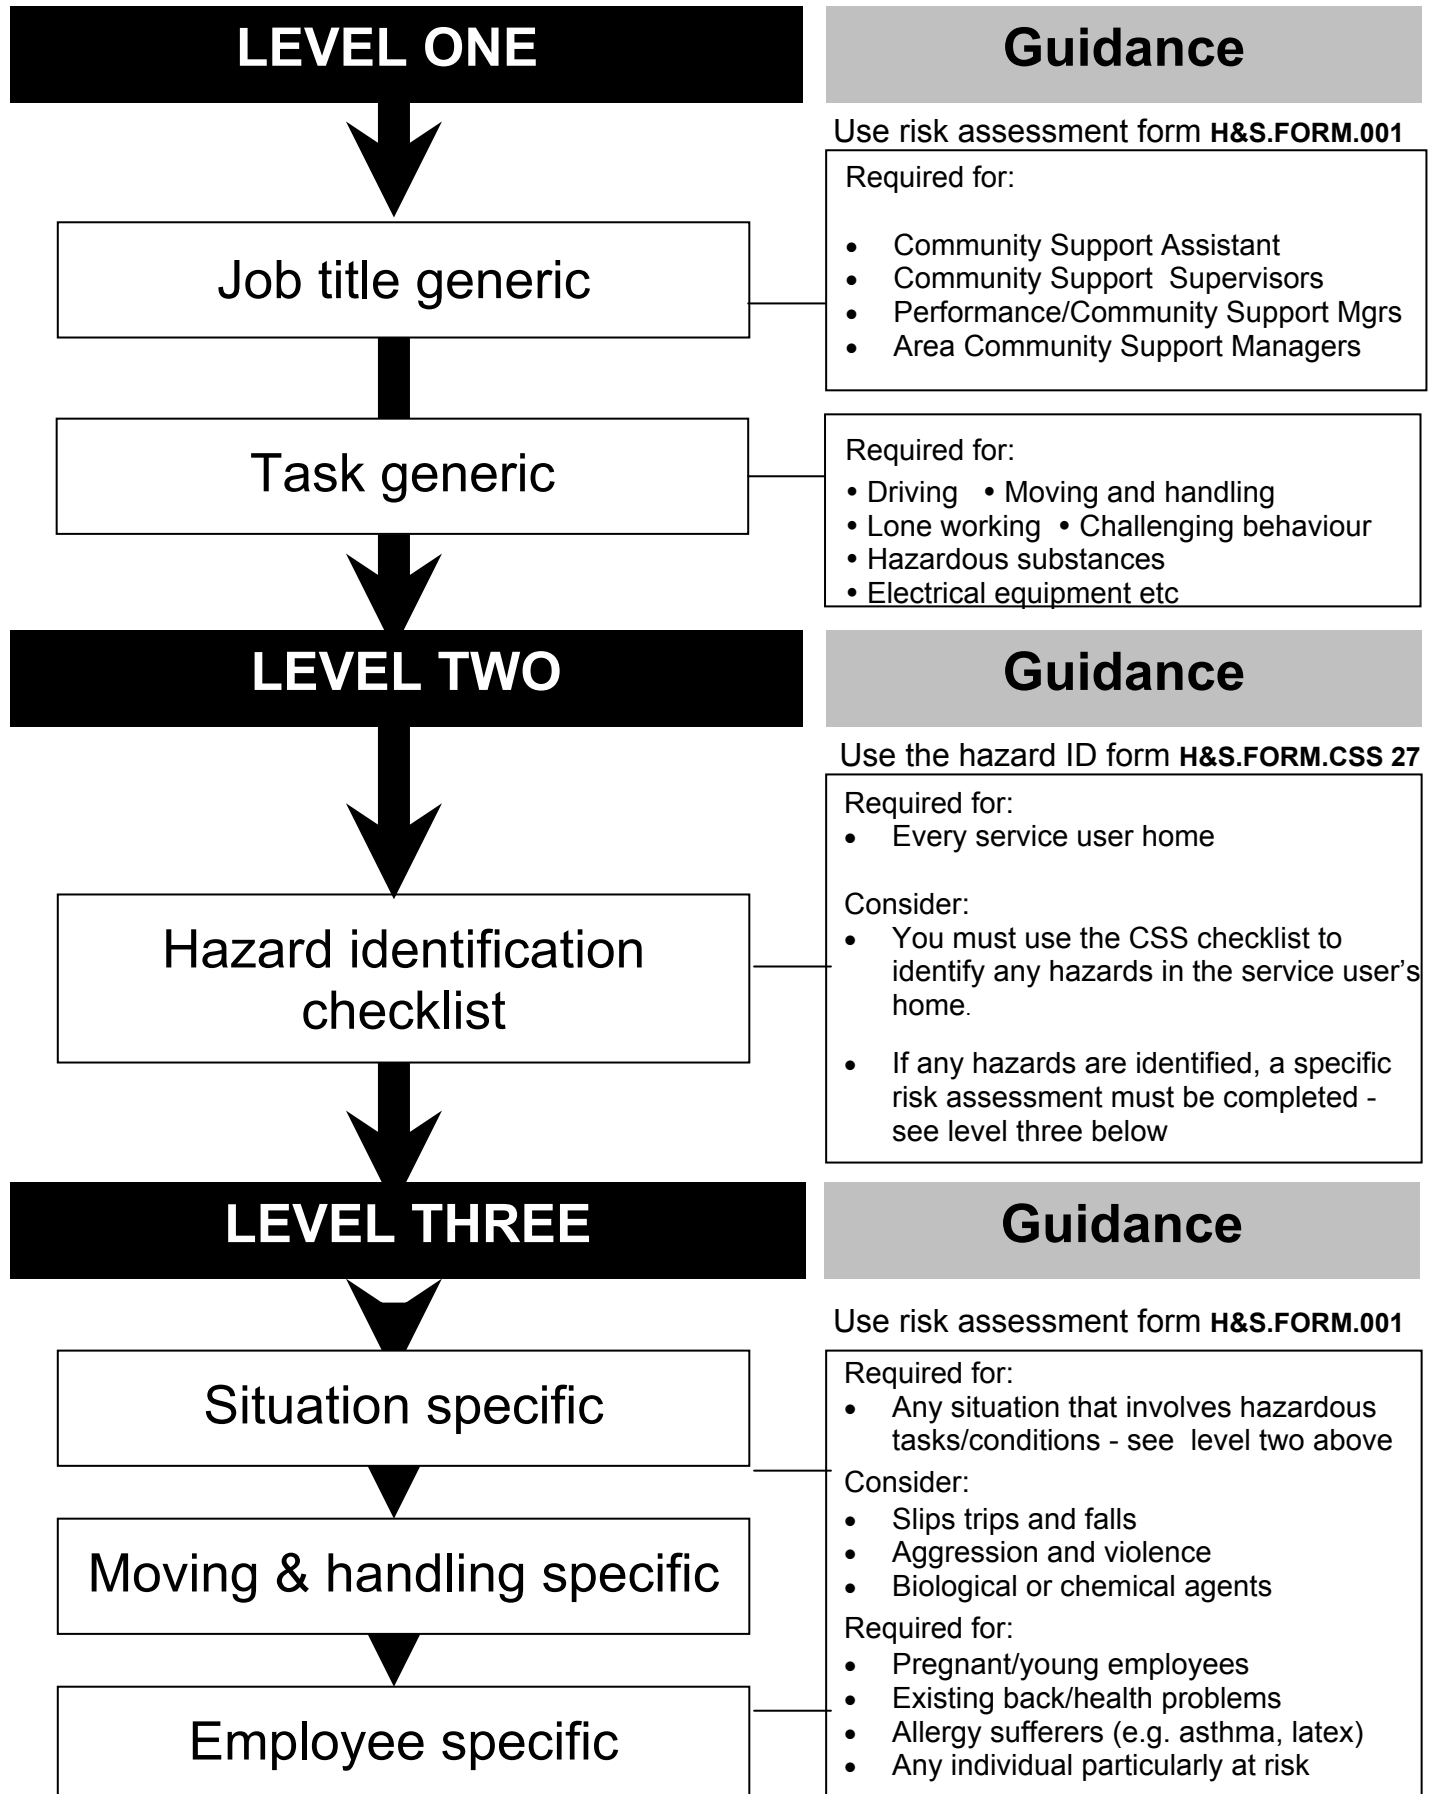 LEVEL ONE
Guidance
Use risk assessment form H&S.FORM.001
Job title generic
Required for:
• Community Support Assistant
• Community Support  Supervisors
• Performance/Community Support Mgrs
• Area Community Support Managers
Task generic
Required for:
• Driving • Moving and handling
• Lone working • Challenging behaviour
• Hazardous substances
• Electrical equipment etc
LEVEL TWO
Guidance
Use the hazard ID form H&S.FORM.CSS 27
Hazard identification
checklist
Required for:
• Every service user home
Consider:
• You must use the CSS checklist to
identify any hazards in the service user’s
home.
• If any hazards are identified, a specific
risk assessment must be completed -
see level three below
LEVEL THREE
Guidance
Use risk assessment form H&S.FORM.001
Situation specific
Moving & handling specific
Employee specific
Required for:
• Any situation that involves hazardous
tasks/conditions - see  level two above
Consider:
• Slips trips and falls
• Aggression and violence
• Biological or chemical agents
Required for:
• Pregnant/young employees
• Existing back/health problems
• Allergy sufferers (e.g. asthma, latex)
• Any individual particularly at risk